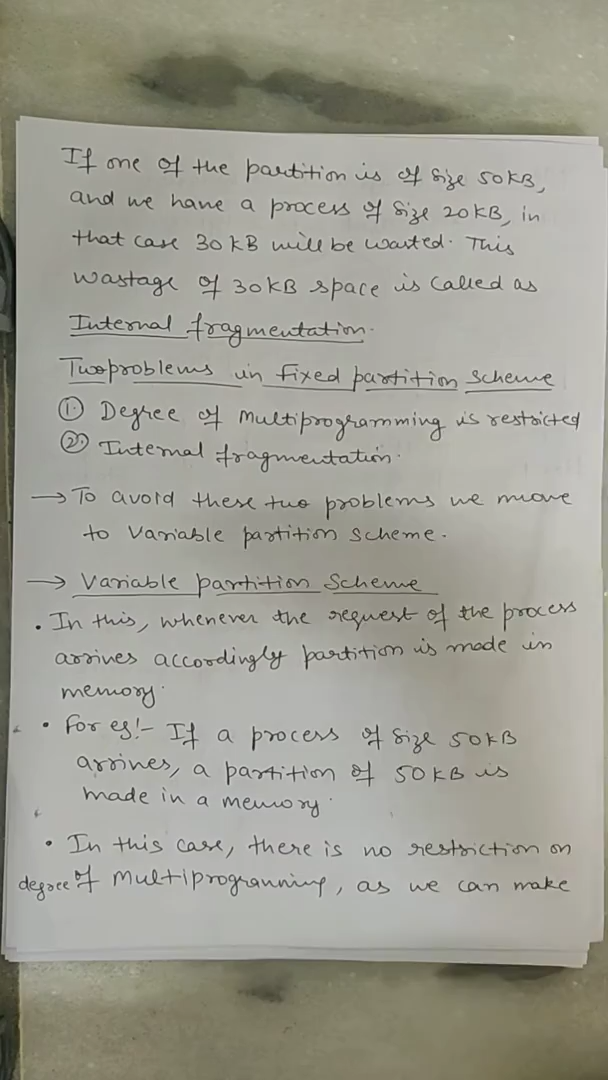 If one of the partition is of size 50KB,
and we have a process of size 20KB, in
that case 30KB will be wasted. This
wastage of 30KB space is called as
Internal fragmentation.
Two problems in fixed partition scheme
① Degree of multiprogramming is restricted
② Internal fragmentation.
→ To avoid these two problems we move
to variable partition scheme.
→ Variable partition Scheme
• In this, whenever the request of the process
arrives accordingly partition is made in
memory.
• For eg:- If a process of size 50KB
arrives, a partition of 50KB is
made in a memory.
• In this case, there is no restriction on
degree of multiprogramming, as we can make